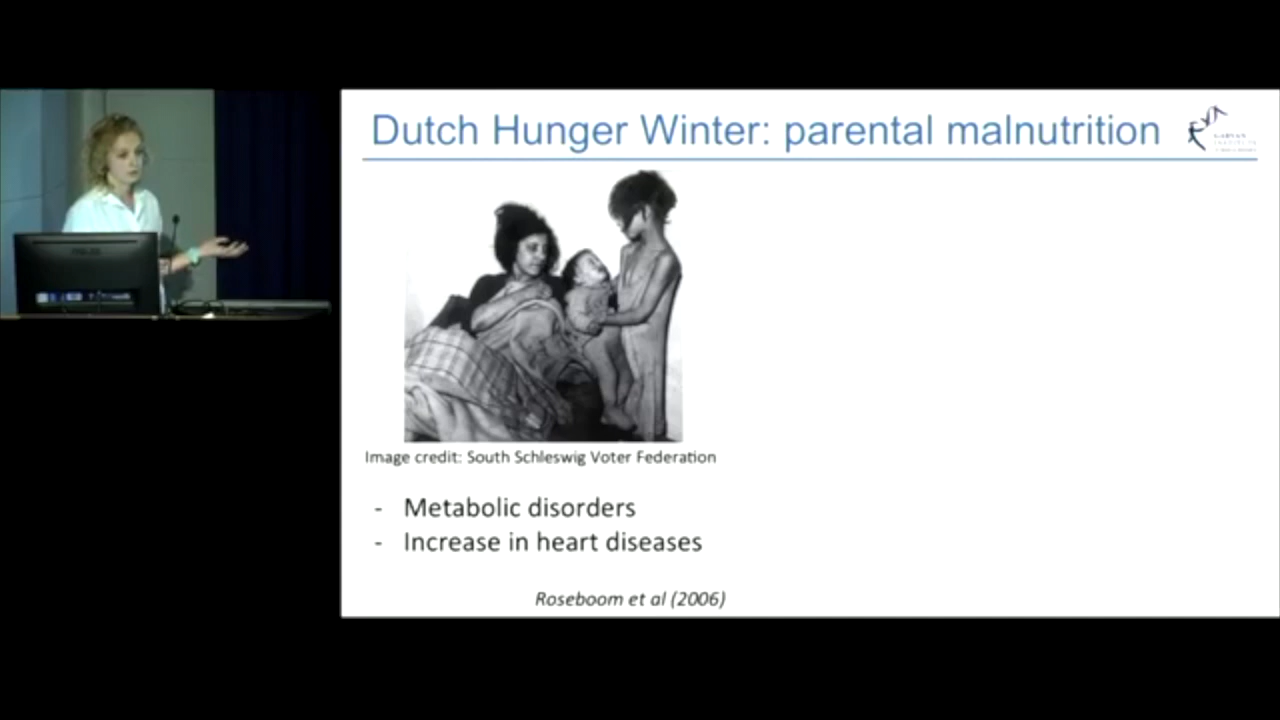 Dutch Hunger Winter: parental malnutrition
Image credit: South Schleswig Voter Federation
- Metabolic disorders
- Increase in heart diseases
Roseboom et al (2006)